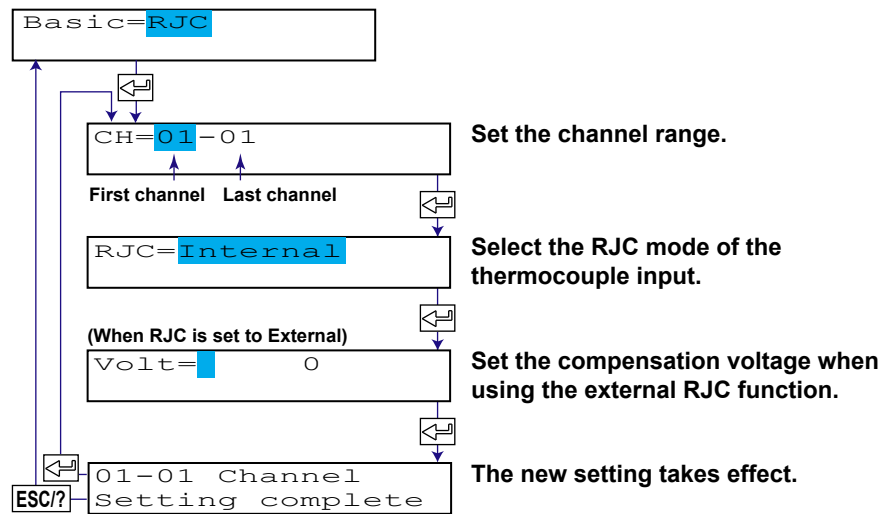 Basic=RJC
CH=01-01
Set the channel range.
First channel Last channel
RJC=Internal
Select the RJC mode of the
thermocouple input.
(When RJC is set to External)
Volt= 0
Set the compensation voltage when
using the external RJC function.
01-01 Channel
Setting complete
The new setting takes effect.
ESC/?